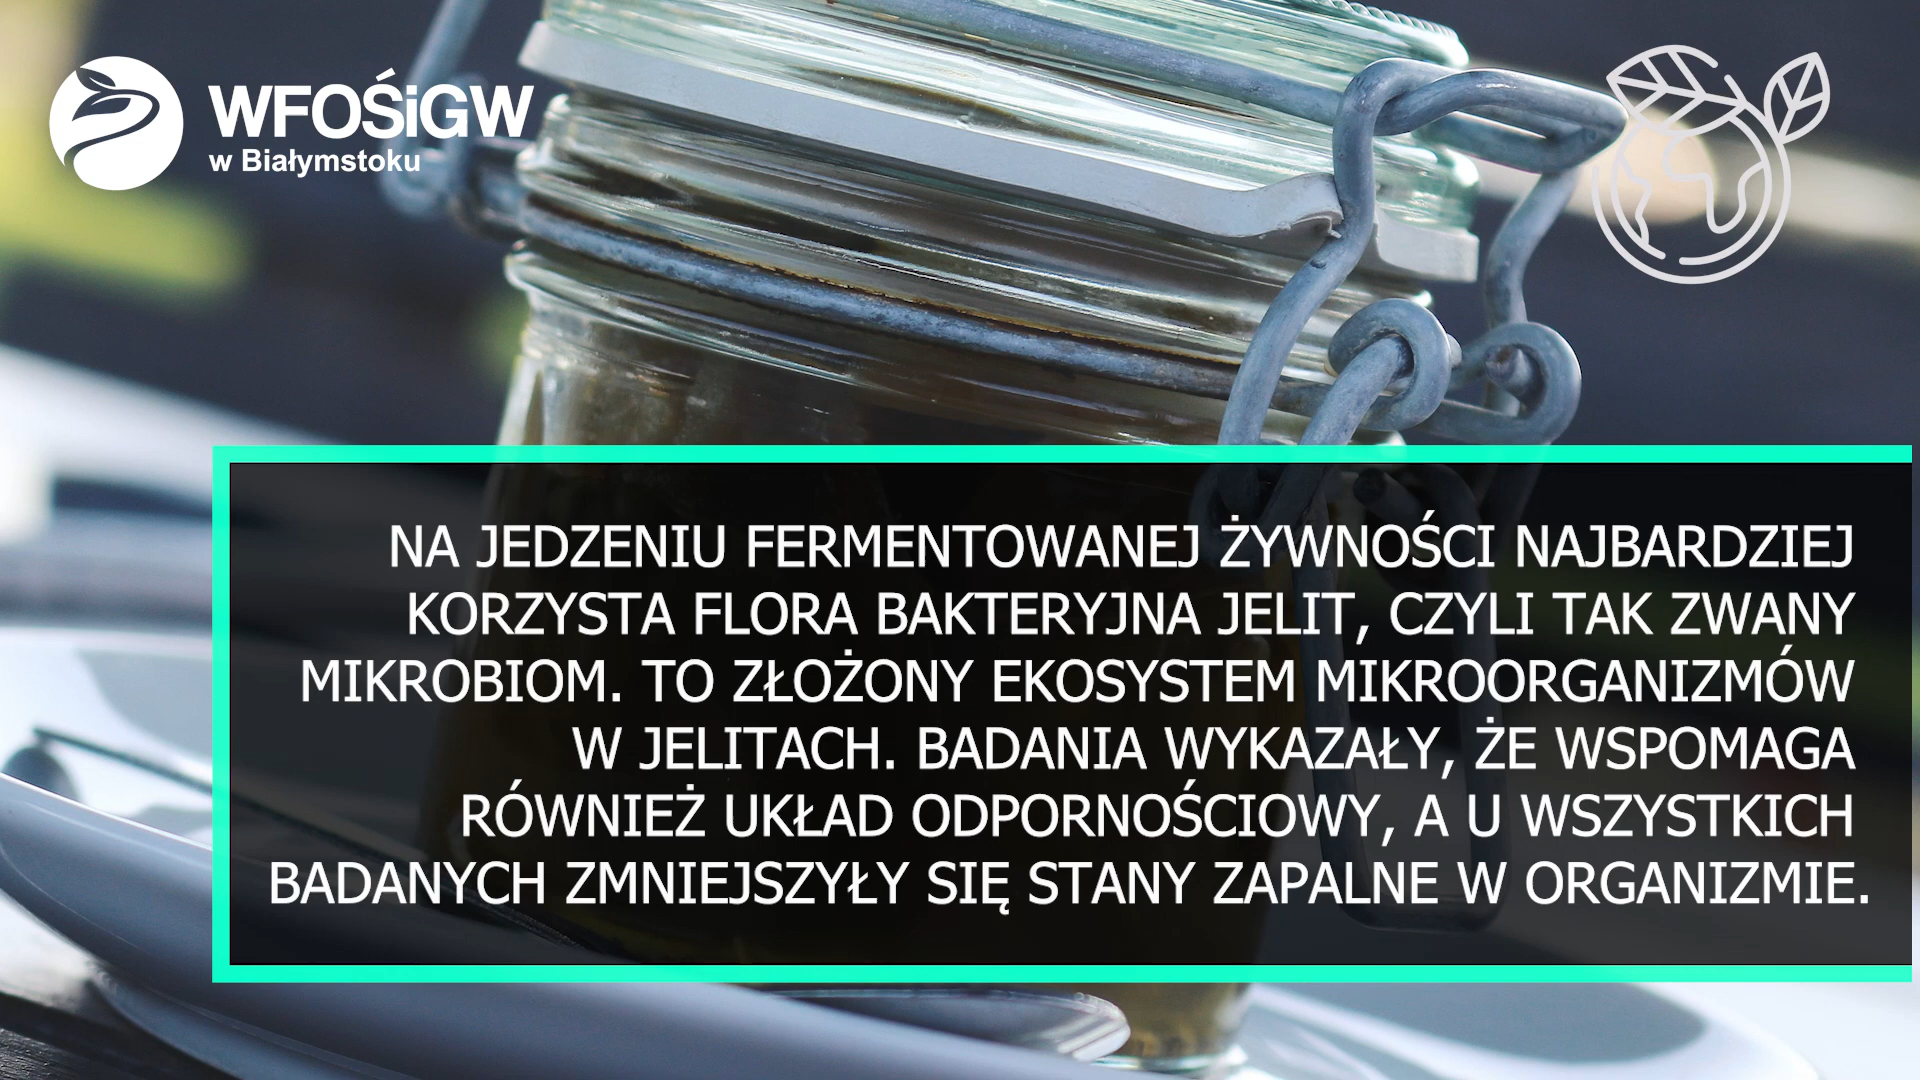 WFOŚiGW
w Białymstoku
NA JEDZENIU FERMENTOWANEJ ŻYWNOŚCI NAJBARDZIEJ
KORZYSTA FLORA BAKTERYJNA JELIT, CZYLI TAK ZWANY
MIKROBIOM. TO ZŁOŻONY EKOSYSTEM MIKROORGANIZMÓW
W JELITACH. BADANIA WYKAZAŁY, ŻE WSPOMAGA
RÓWNIEŻ UKŁAD ODPORNOŚCIOWY, A U WSZYSTKICH
BADANYCH ZMNIEJSZYŁY SIĘ STANY ZAPALNE W ORGANIZMIE.